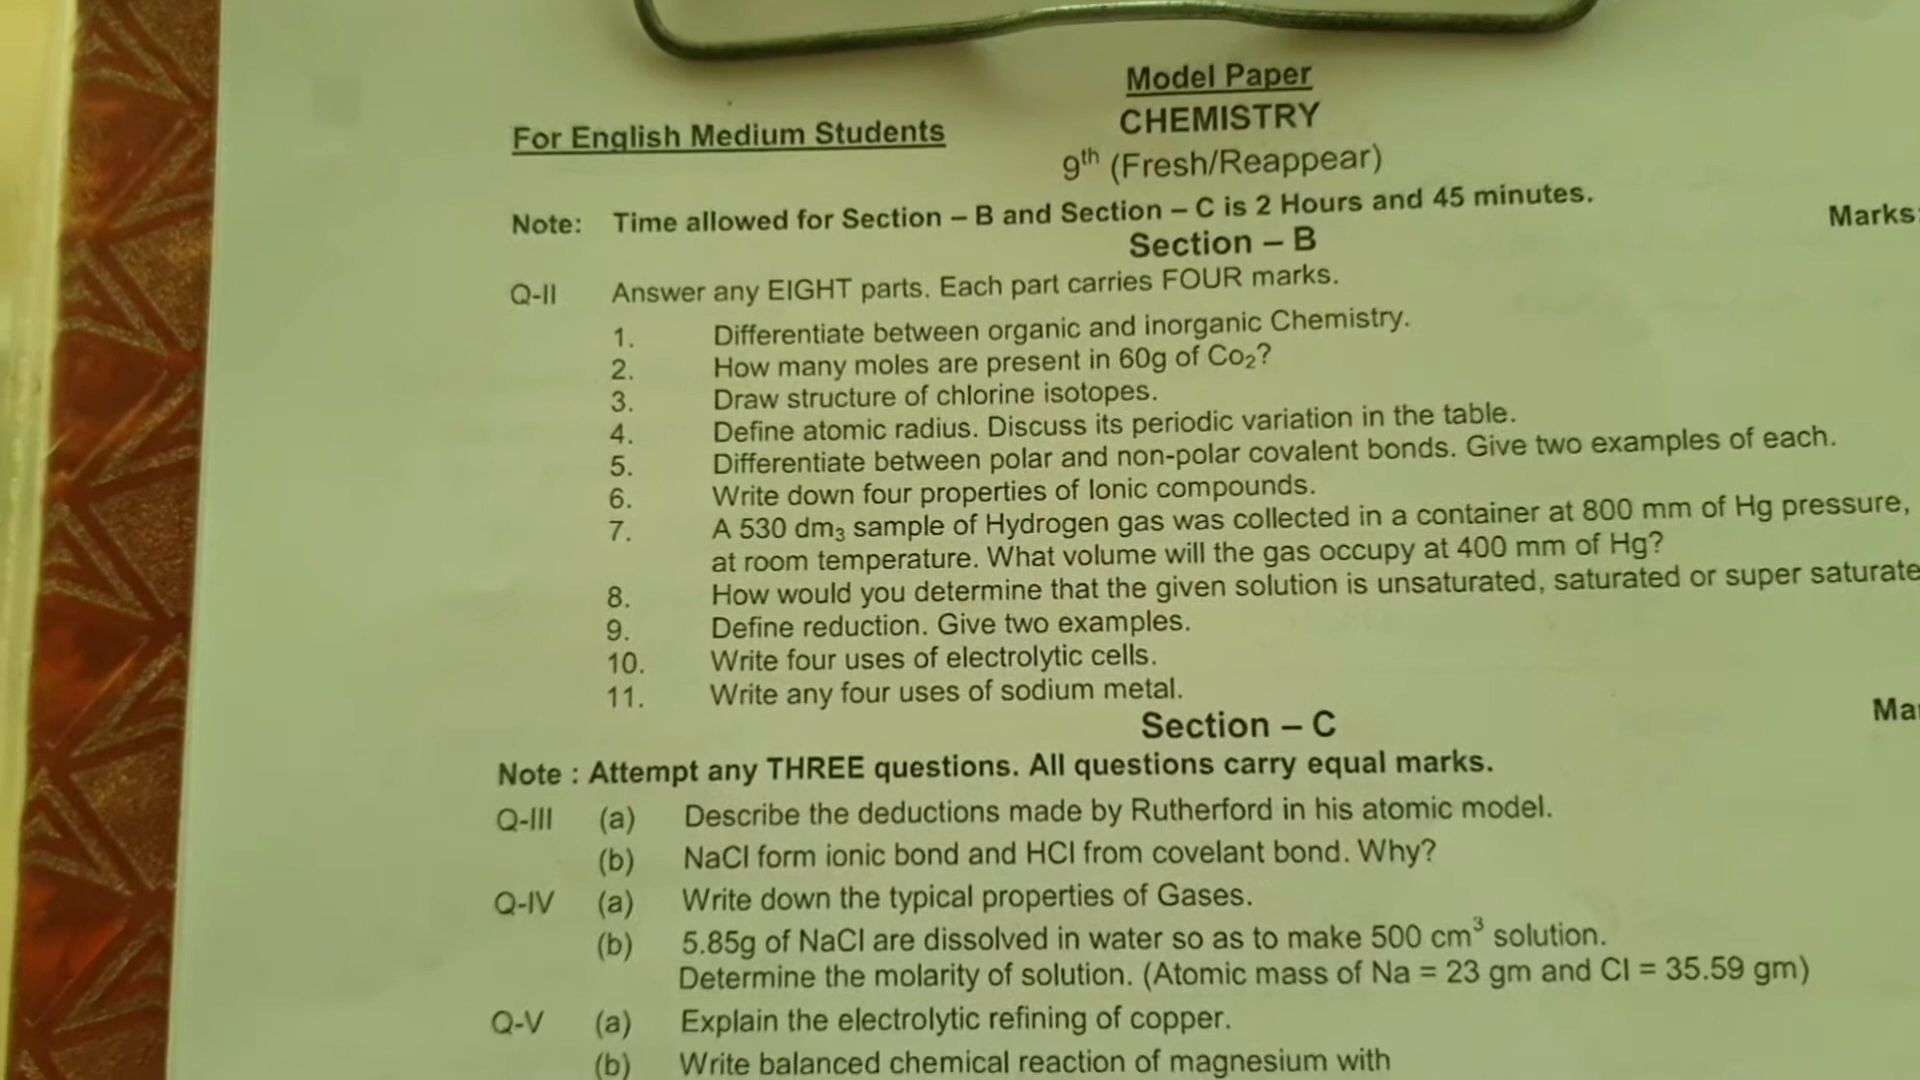 Model Paper
For English Medium Students
CHEMISTRY
9th (Fresh/Reappear)
Note: Time allowed for Section – B and Section – C is 2 Hours and 45 minutes.
Marks:
Section – B
Q-II Answer any EIGHT parts. Each part carries FOUR marks.
1. Differentiate between organic and inorganic Chemistry.
2. How many moles are present in 60g of Co₂?
3. Draw structure of chlorine isotopes.
4. Define atomic radius. Discuss its periodic variation in the table.
5. Differentiate between polar and non-polar covalent bonds. Give two examples of each.
6. Write down four properties of Ionic compounds.
7. A 530 dm₃ sample of Hydrogen gas was collected in a container at 800 mm of Hg pressure,
at room temperature. What volume will the gas occupy at 400 mm of Hg?
8. How would you determine that the given solution is unsaturated, saturated or super saturate
9. Define reduction. Give two examples.
10. Write four uses of electrolytic cells.
11. Write any four uses of sodium metal.
Section – C
Note : Attempt any THREE questions. All questions carry equal marks.
Q-III (a) Describe the deductions made by Rutherford in his atomic model.
(b) NaCl form ionic bond and HCl from covelant bond. Why?
Q-IV (a) Write down the typical properties of Gases.
(b) 5.85g of NaCl are dissolved in water so as to make 500 cm³ solution.
Determine the molarity of solution. (Atomic mass of Na = 23 gm and Cl = 35.59 gm)
Q-V (a) Explain the electrolytic refining of copper.
(b) Write balanced chemical reaction of magnesium with